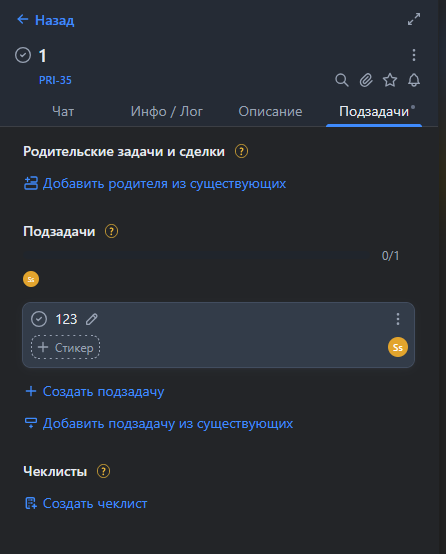 Назад
1
PRI-35
Чат Инфо / Лог Описание Подзадачи
Родительские задачи и сделки ?
Добавить родителя из существующих
Подзадачи ?
0/1
Ss
123
+ Стикер Ss
+ Создать подзадачу
Добавить подзадачу из существующих
Чеклисты ?
Создать чеклист